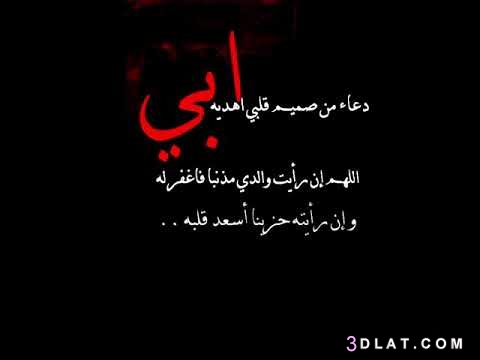 ابي
دعاء من صميم قلبي اهديه
اللهم إن رأيت والدي مذنبا فاغفر له
وإن رأيته حزينا أسعد قلبه . .
3DLAT.COM